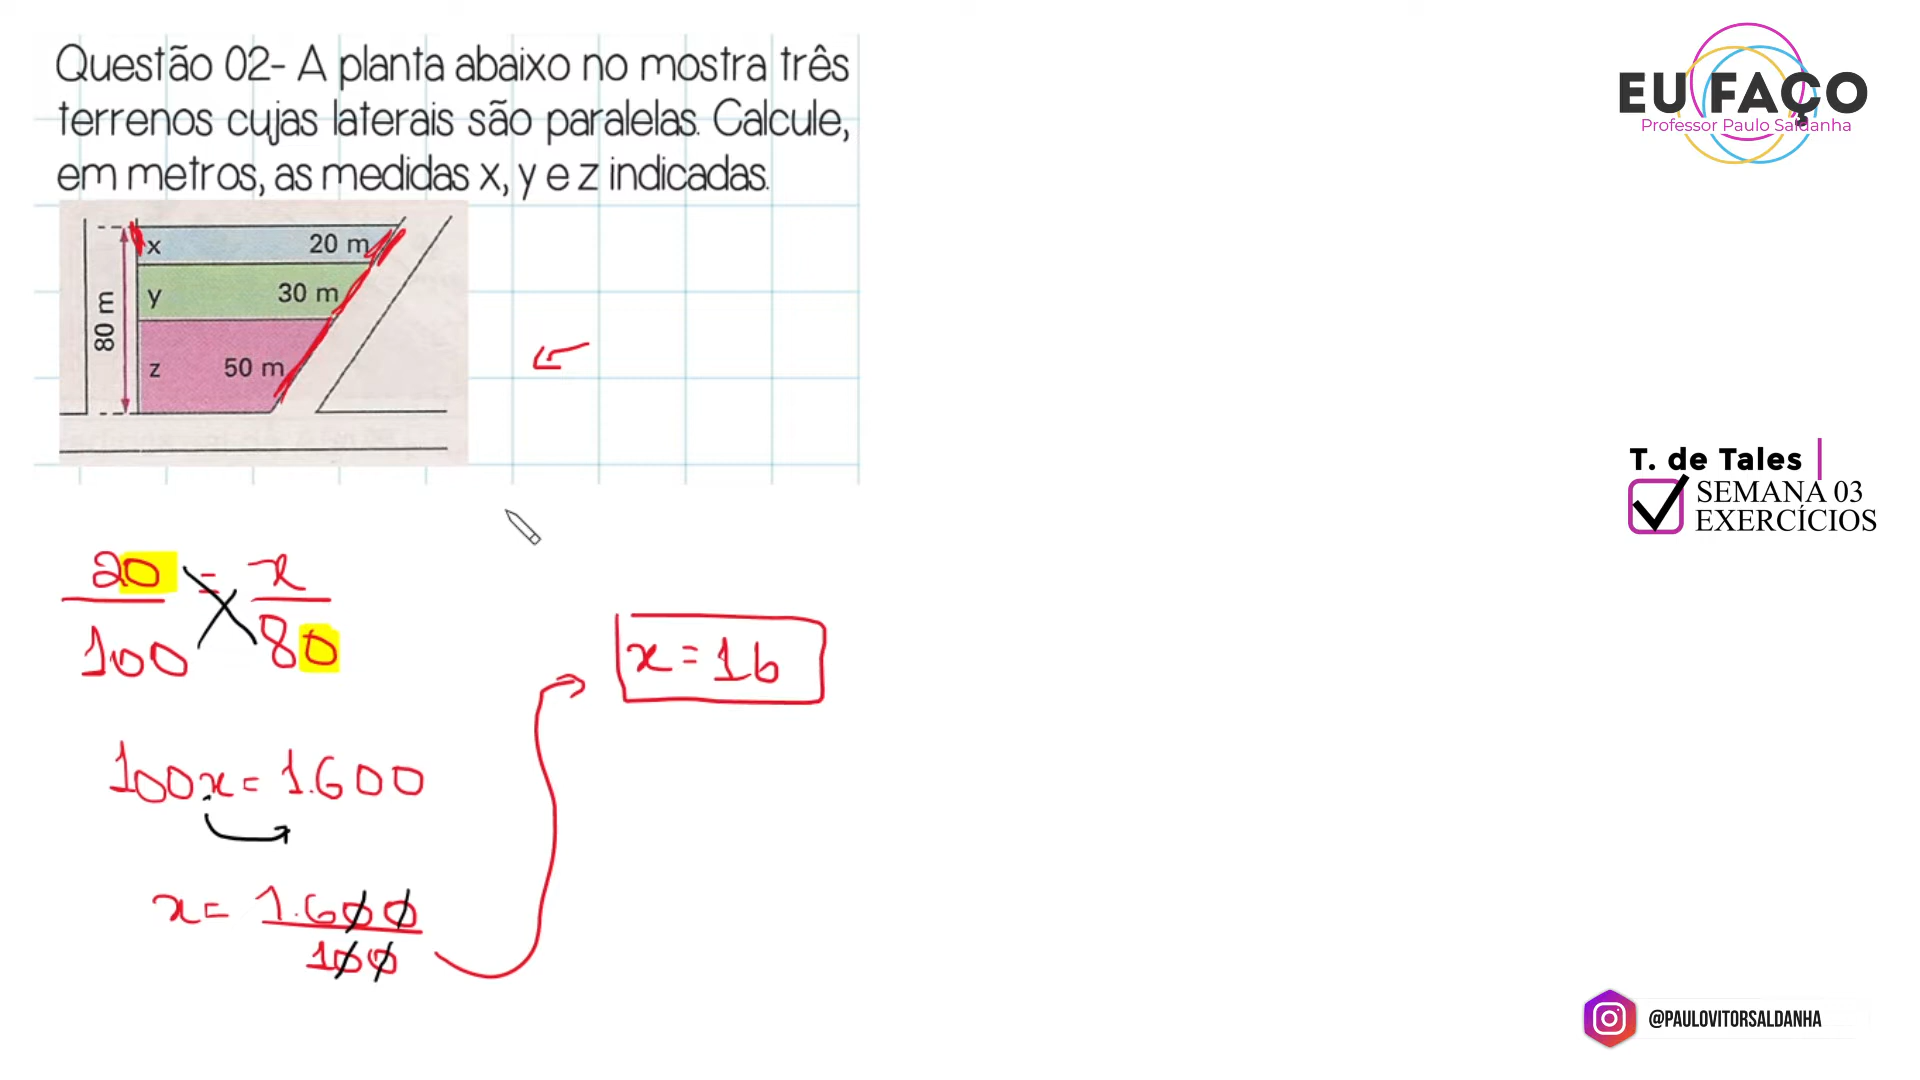 Questão 02- A planta abaixo no mostra três
terrenos cujas laterais são paralelas. Calcule,
em metros, as medidas x, y e z indicadas.
x 20 m
y 30 m
80 m
z 50 m
20/100 = x/80
100x = 1.600
x = 1.600/100
x = 16
EU FAÇO
Professor Paulo Saldanha
T. de Tales
SEMANA 03
EXERCÍCIOS
@PAULOVITORSALDANHA